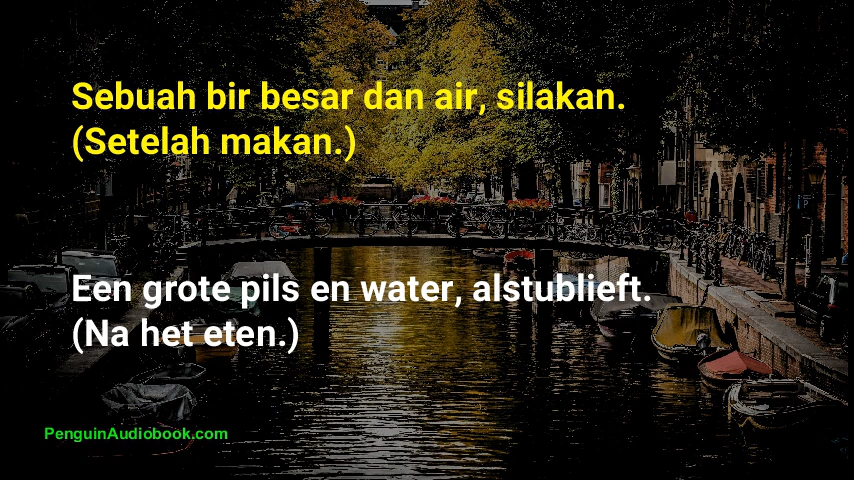 Sebuah bir besar dan air, silakan.
(Setelah makan.)
Een grote pils en water, alstublieft.
(Na het eten.)
PenguinAudiobook.com